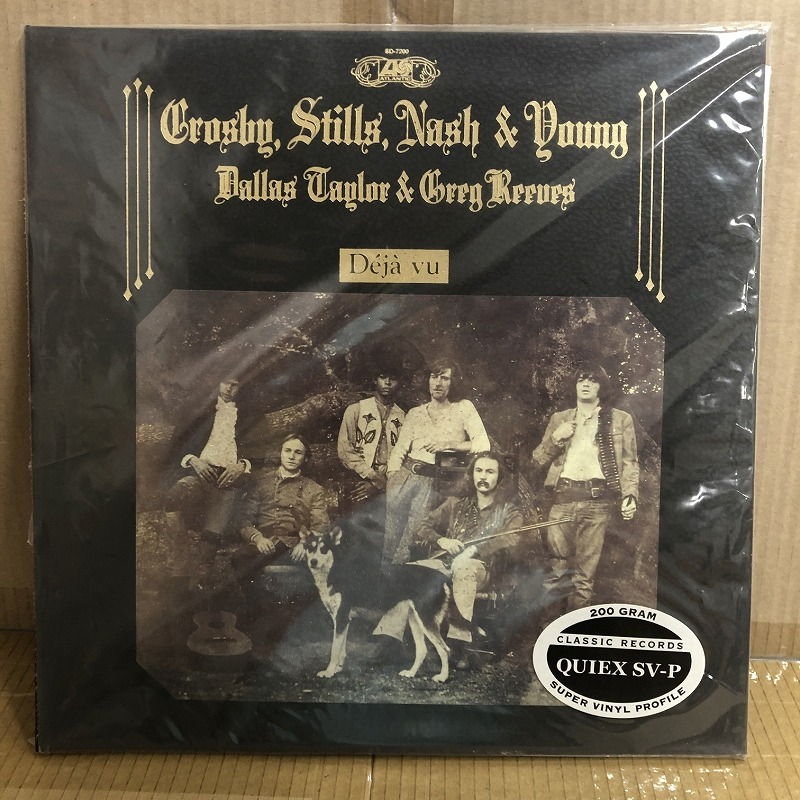 SD-7200
ATLANTIC
Crosby, Stills, Nash & Young
Dallas Taylor & Greg Reeves
Déjà vu
200 GRAM
CLASSIC RECORDS
QUIEX SV-P
SUPER VINYL PROFILE